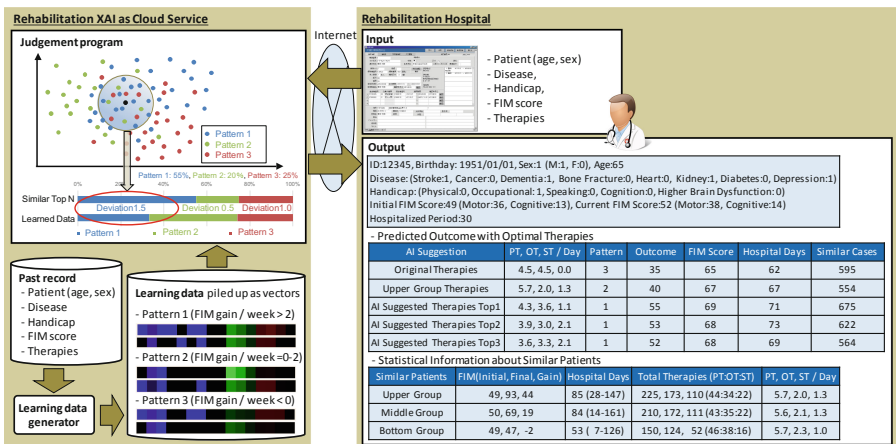 Rehabilitation XAI as Cloud Service
Judgement program
Pattern 1
Pattern 2
Pattern 3
Pattern 1: 55%, Pattern 2: 20%, Pattern 3: 25%
0% 20% 40% 60% 80% 100%
Similar Top N
Deviation1.5 Deviation 0.5 Deviation1.0
Learned Data
Pattern 1 Pattern 2 Pattern 3
Past record
- Patient (age, sex)
- Disease
- Handicap
- FIM score
- Therapies
Learning data generator
Learning data piled up as vectors
- Pattern 1 (FIM gain / week > 2)
- Pattern 2 (FIM gain / week =0-2)
- Pattern 3 (FIM gain / week < 0)
Internet
Rehabilitation Hospital
Input
- Patient (age, sex)
- Disease,
- Handicap,
- FIM score
- Therapies
Output
ID:12345, Birthday: 1951/01/01, Sex:1 (M:1, F:0), Age:65
Disease:(Stroke:1, Cancer:0, Dementia:1, Bone Fracture:0, Heart:0, Kidney:1, Diabetes:0, Depression:1)
Handicap: (Physical:0, Occupational: 1, Speaking:0, Cognition:0, Higher Brain Dysfunction: 0)
Initial FIM Score:49 (Motor:36, Cognitive:13), Current FIM Score:52 (Motor:38, Cognitive:14)
Hospitalized Period:30
- Predicted Outcome with Optimal Therapies
AI Suggestion PT, OT, ST / Day Pattern Outcome FIM Score Hospital Days Similar Cases
Original Therapies 4.5, 4.5, 0.0 3 35 65 62 595
Upper Group Therapies 5.7, 2.0, 1.3 2 40 67 67 554
AI Suggested Therapies Top1 4.3, 3.6, 1.1 1 55 69 71 675
AI Suggested Therapies Top2 3.9, 3.0, 2.1 1 53 68 73 622
AI Suggested Therapies Top3 3.6, 3.3, 2.1 1 52 68 69 564
- Statistical Information about Similar Patients
Similar Patients FIM(Initial, Final, Gain) Hospital Days Total Therapies (PT:OT:ST) PT, OT, ST / Day
Upper Group 49, 93, 44 85 (28-147) 225, 173, 110 (44:34:22) 5.7, 2.0, 1.3
Middle Group 50, 69, 19 84 (14-161) 210, 172, 111 (43:35:22) 5.6, 2.1, 1.3
Bottom Group 49, 47, -2 53 ( 7-126) 150, 124, 52 (46:38:16) 5.7, 2.3, 1.0